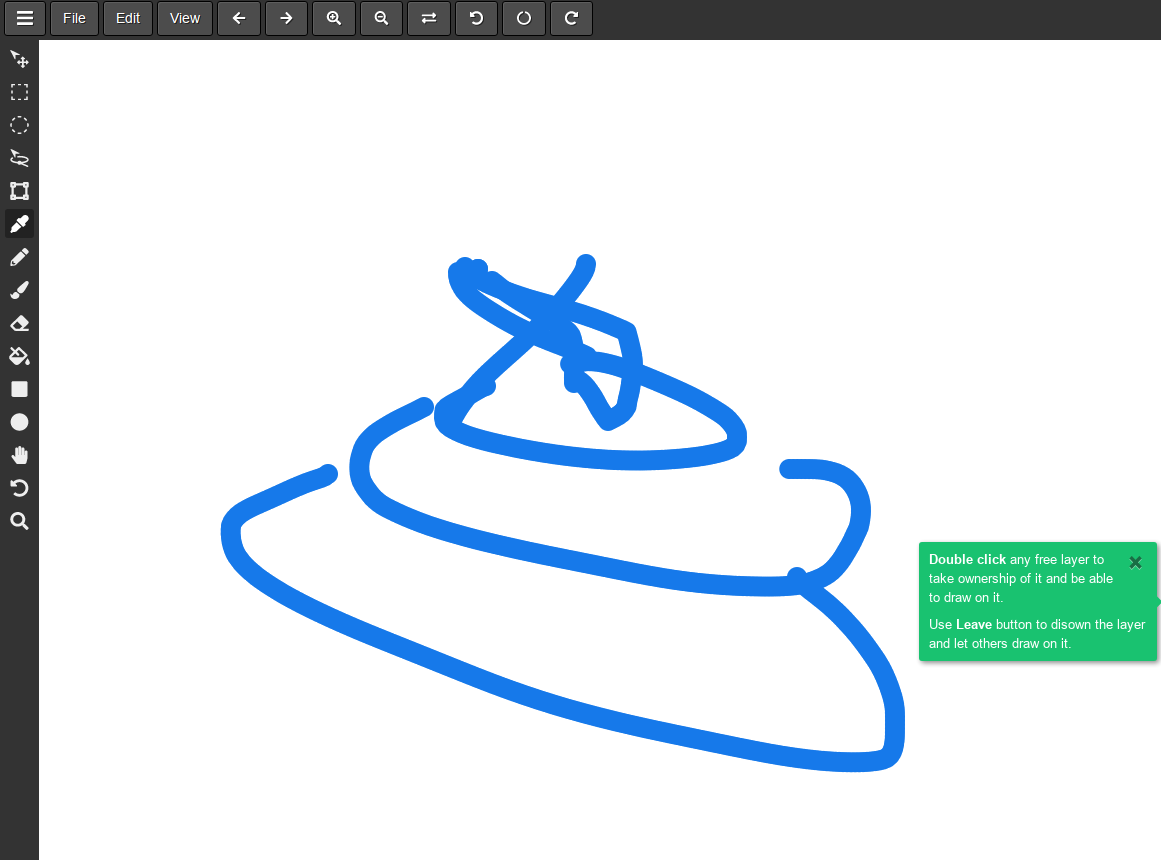 File Edit View
Double click any free layer to
take ownership of it and be able
to draw on it.
Use Leave button to disown the layer
and let others draw on it.